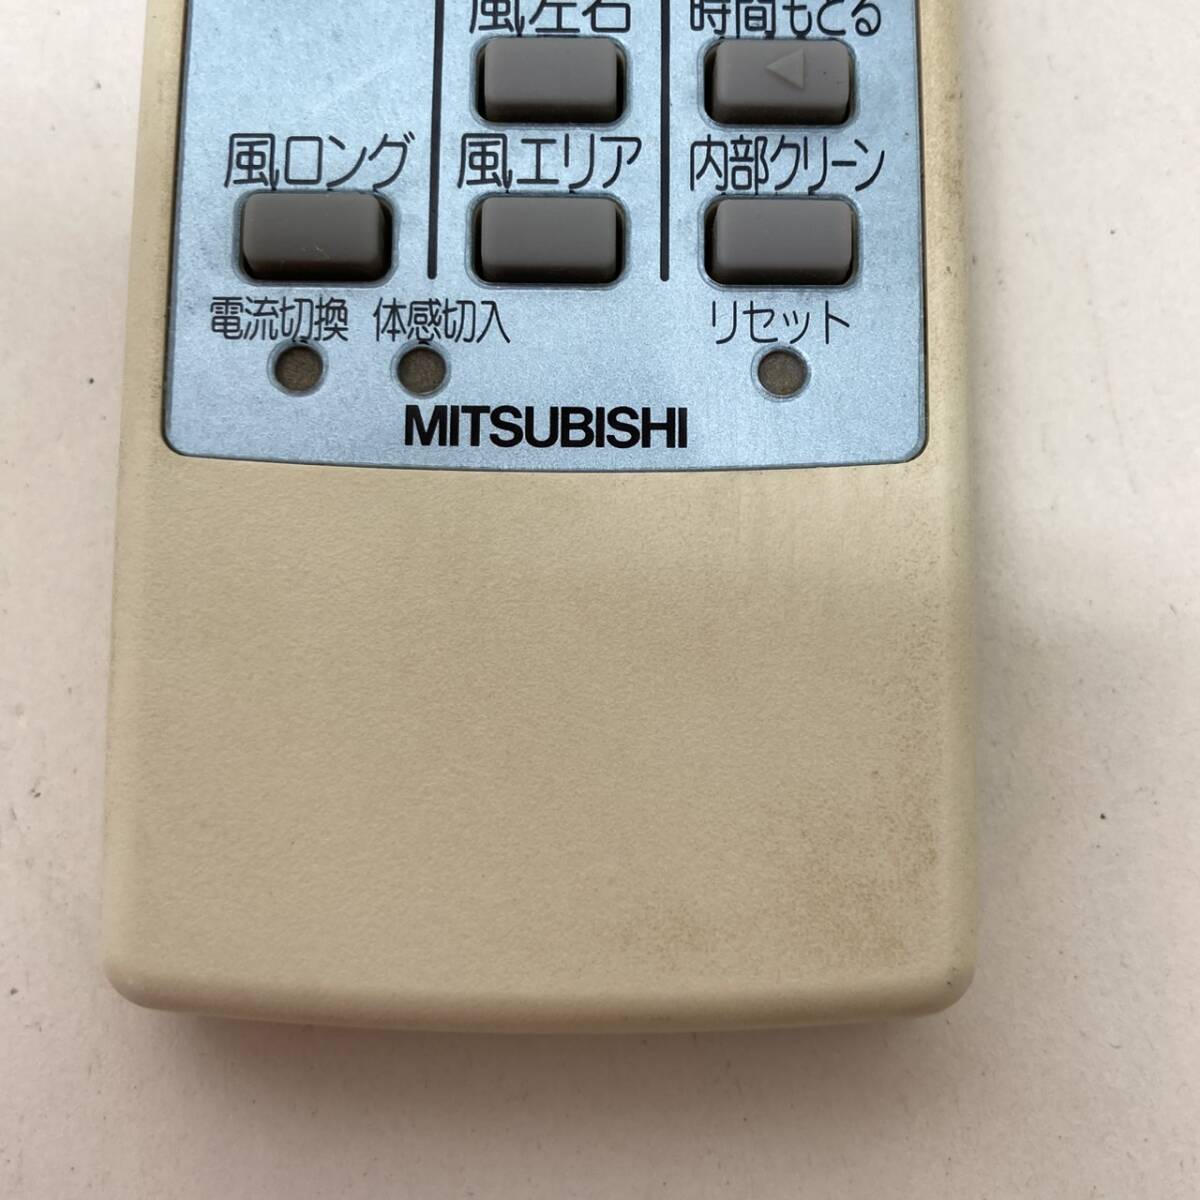 風左右 時間もどる
風ロング 風エリア 内部クリーン
電流切換 体感切入 リセット
MITSUBISHI